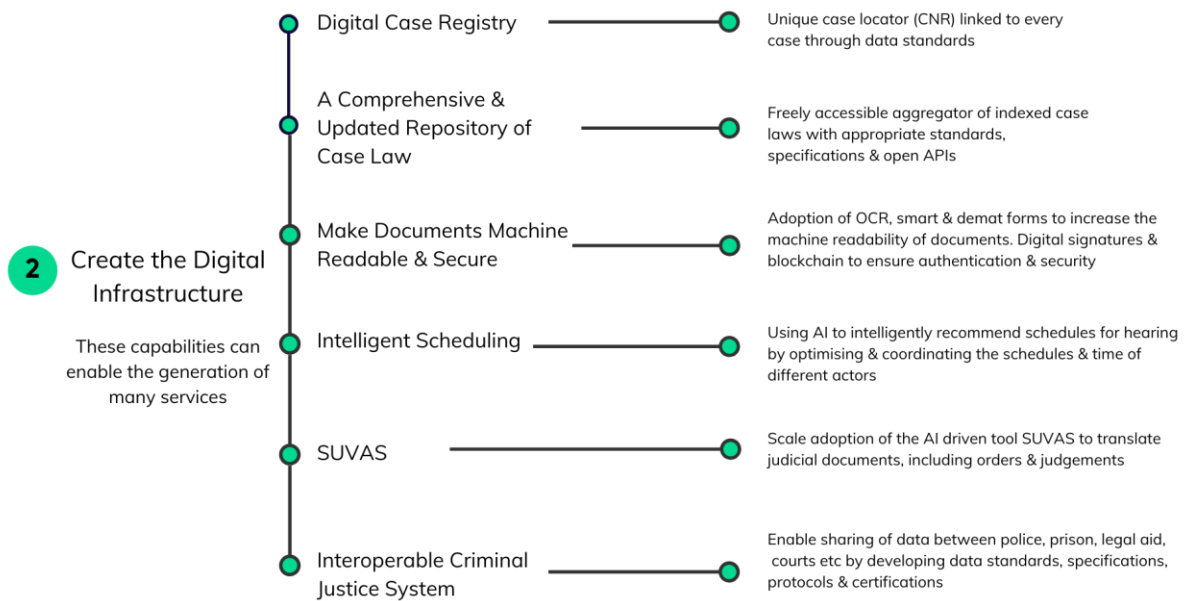 2
Create the Digital
Infrastructure
These capabilities can
enable the generation of
many services
Digital Case Registry
Unique case locator (CNR) linked to every
case through data standards
A Comprehensive &
Updated Repository of
Case Law
Freely accessible aggregator of indexed case
laws with appropriate standards,
specifications & open APIs
Make Documents Machine
Readable & Secure
Adoption of OCR, smart & demat forms to increase the
machine readability of documents. Digital signatures &
blockchain to ensure authentication & security
Intelligent Scheduling
Using AI to intelligently recommend schedules for hearing
by optimising & coordinating the schedules & time of
different actors
SUVAS
Scale adoption of the AI driven tool SUVAS to translate
judicial documents, including orders & judgements
Interoperable Criminal
Justice System
Enable sharing of data between police, prison, legal aid,
courts etc by developing data standards, specifications,
protocols & certifications